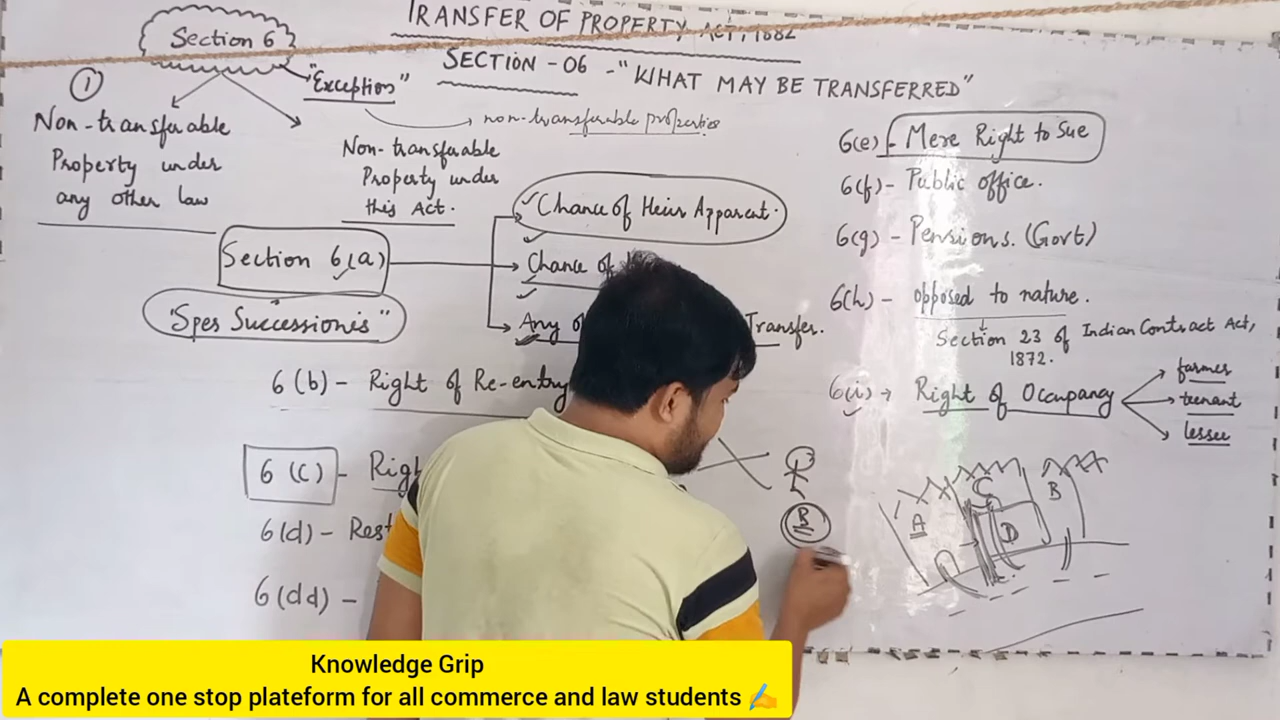 TRANSFER OF PROPERTY ACT, 1882
Section 6
SECTION - 06 - "WHAT MAY BE TRANSFERRED"
"Exception"
non-transferable properties
①
Non-transferable
Property under
any other law
Non-transferable
Property under
this Act.
Section 6(a)
"Spes Successionis"
Chance of Heir Apparent.
Chance of
Any of
Transfer.
6(b) - Right of Re-entry
6(c) -
6(d) -
6(dd) -
6(e) - Mere Right to Sue
6(f) - Public office.
6(g) - Pensions. (Govt)
6(h) - opposed to nature.
Section 23 of Indian Contract Act,
1872.
6(i) → Right of Occupancy
farmer
teenant
lessee
B
A
C
D
B
Knowledge Grip
A complete one stop plateform for all commerce and law students ✍️